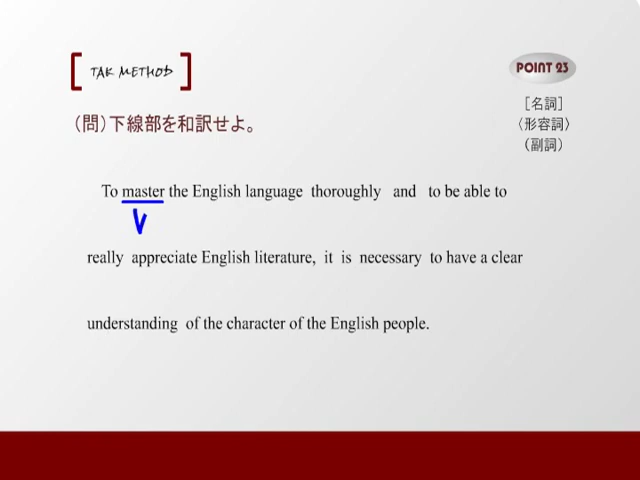 TAK METHOD
POINT 23
[名詞]
〈形容詞〉
(副詞)
(問)下線部を和訳せよ。
To master the English language thoroughly and to be able to
V
really appreciate English literature, it is necessary to have a clear
understanding of the character of the English people.